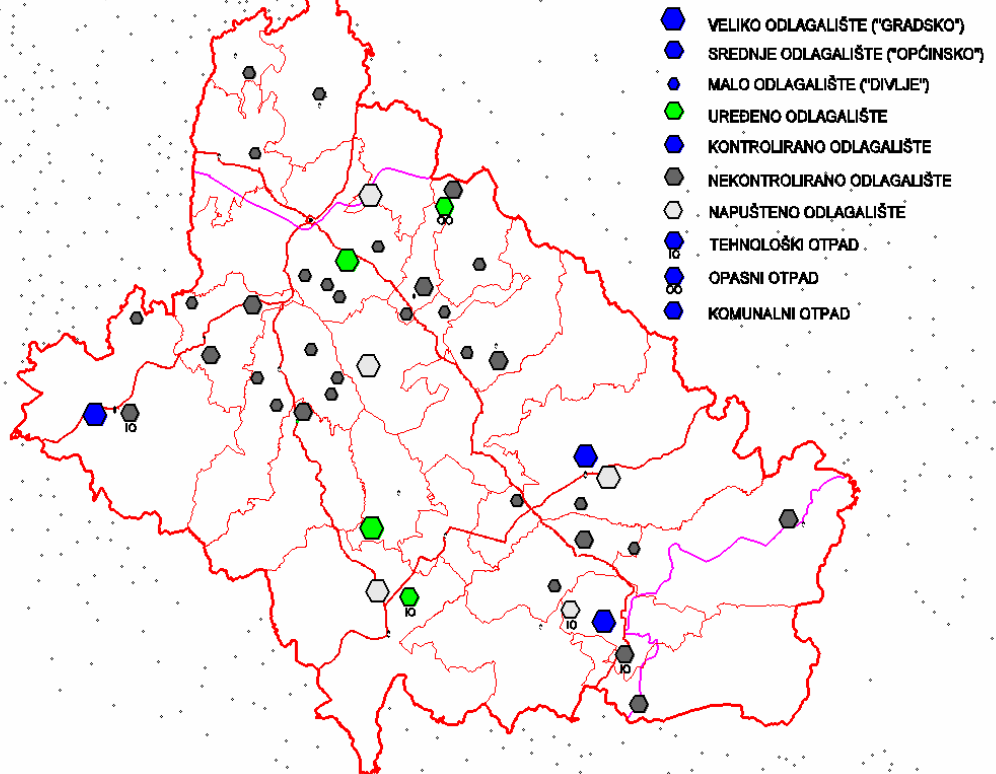 VELIKO ODLAGALIŠTE ("GRADSKO")
SREDNJE ODLAGALIŠTE ("OPĆINSKO")
MALO ODLAGALIŠTE ("DIVLJE")
UREĐENO ODLAGALIŠTE
KONTROLIRANO ODLAGALIŠTE
NEKONTROLIRANO ODLAGALIŠTE
NAPUŠTENO ODLAGALIŠTE
TEHNOLOŠKI OTPAD
OPASNI OTPAD
KOMUNALNI OTPAD